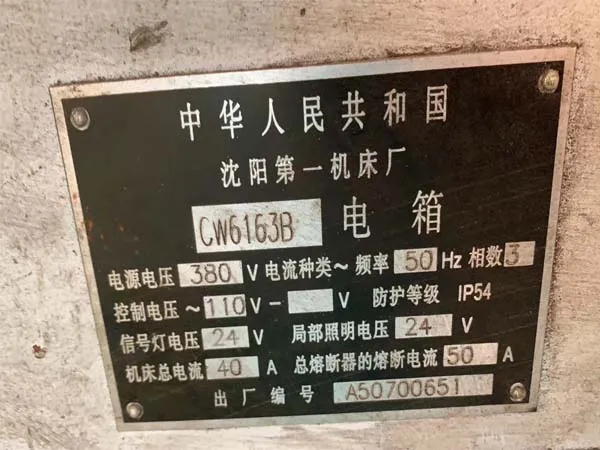 中华人民共和国
沈阳第一机床厂
CW6163B 电箱
电源电压 380 V 电流种类~ 频率 50 Hz 相数 3
控制电压~110V- V 防护等级 IP54
信号灯电压 24 V 局部照明电压 24 V
机床总电流 40 A 总熔断器的熔断电流 50 A
出厂编号 A50700651